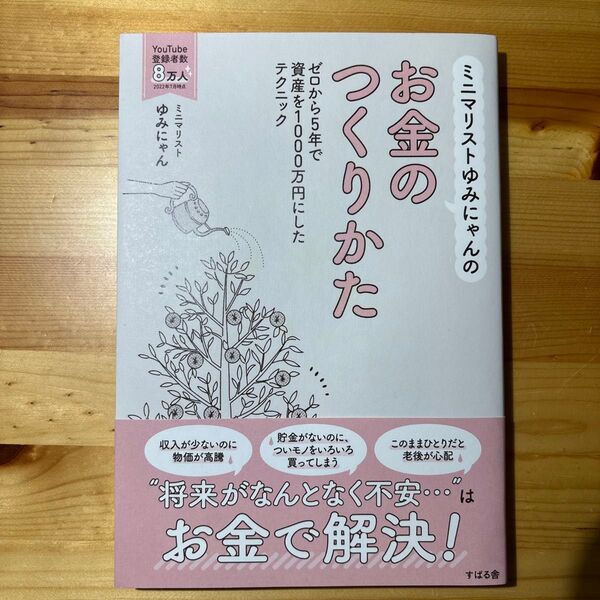 YouTube
登録者数
8万人
2022年7月時点
ミニマリストゆみにゃんの
お金の
つくりかた
ゼロから5年で
資産を1000万円にした
テクニック
ミニマリスト
ゆみにゃん
収入が少ないのに
物価が高騰
貯金がないのに、
ついモノをいろいろ
買ってしまう
このままひとりだと
老後が心配
“将来がなんとなく不安…”は
お金で解決!
すばる舎